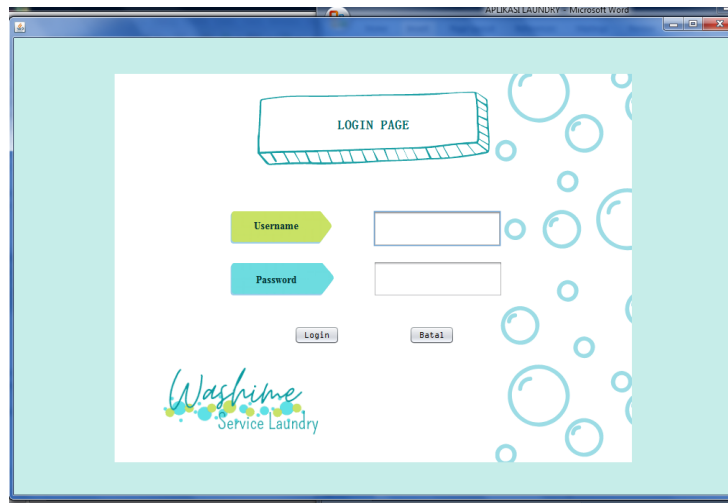 APLIKASI LAUNDRY - Microsoft Word
LOGIN PAGE
Username
Password
Login
Batal
Washime
Service Laundry